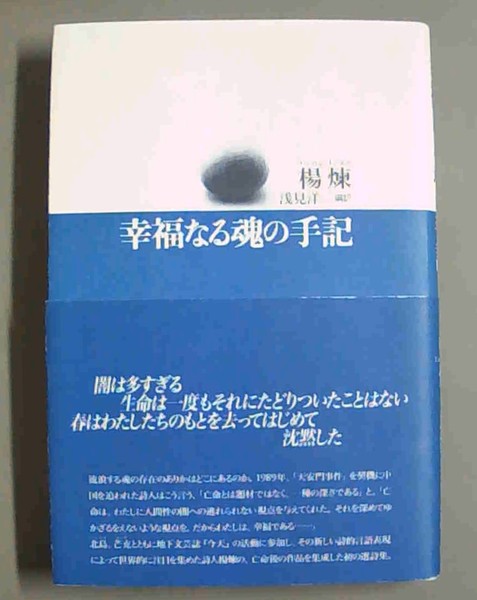 楊煉
浅見洋二 編訳
幸福なる魂の手記
闇は多すぎる
生命は一度もそれにたどりついたことはない
春はわたしたちのもとを去ってはじめて
沈黙した
流浪する魂の存在のありかはどこにあるのか。1989年、「天安門事件」を契機に中
国を追われた詩人はこう言う、「亡命とは題材ではなく、一種の深さである」と。「亡
命は、わたしに人間性の闇への逃れられない視点を与えてくれた。それを深めてゆ
かざるをえないような視点を。だからわたしは、幸福である——」。
北島、芒克とともに地下文芸誌『今天』の活動に参加し、その新しい詩的言語表現
によって世界的に注目を集めた詩人楊煉の、亡命後の作品を集成した初の選詩集。